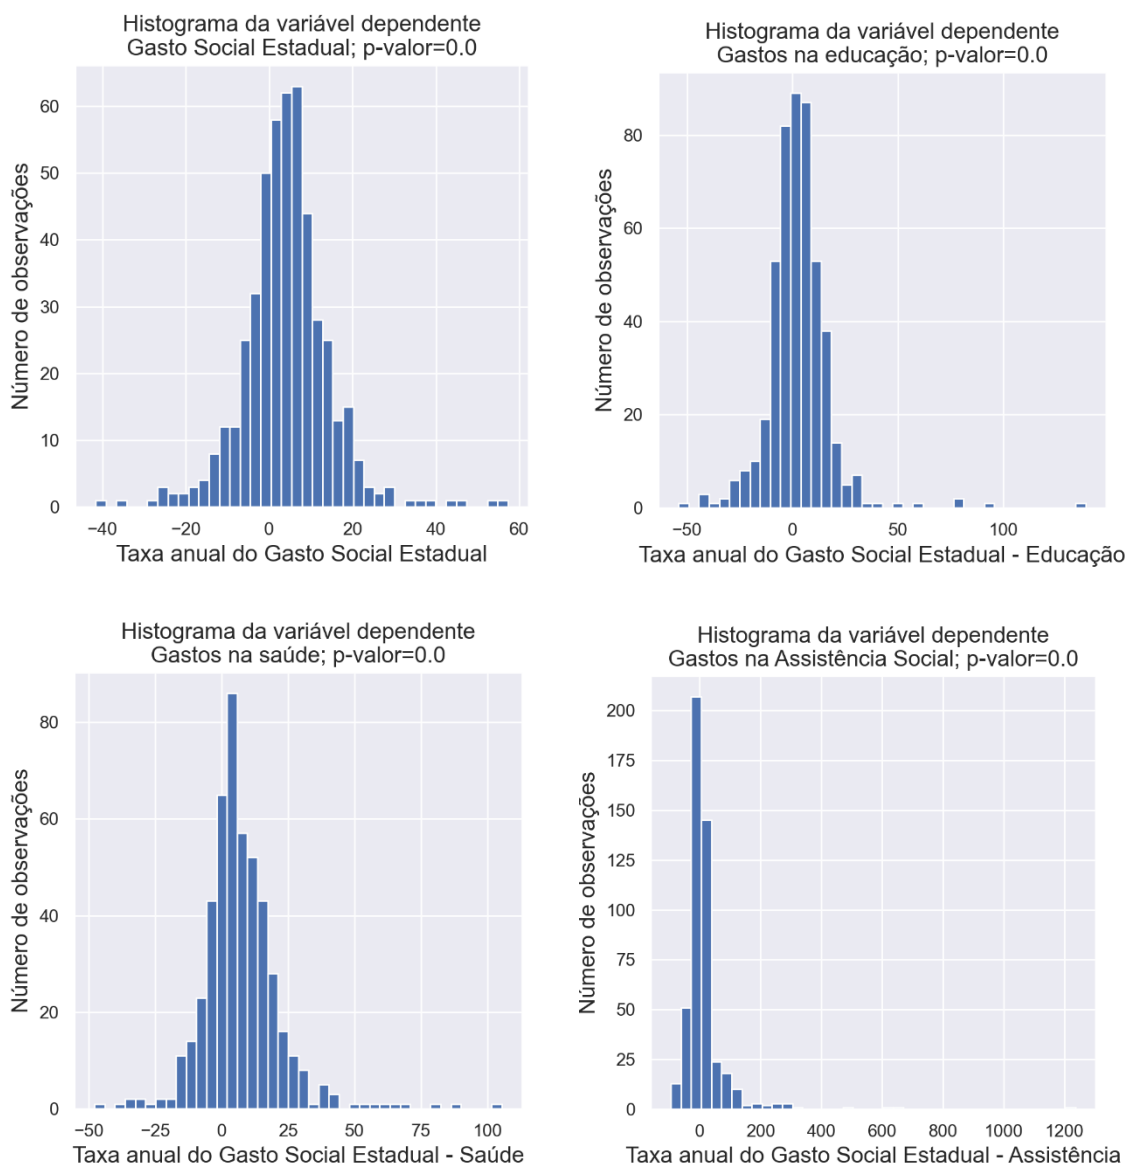 Histograma da variável dependente
Gasto Social Estadual; p-valor=0.0
Número de observações
60
50
40
30
20
10
0
−40 −20 0 20 40 60
Taxa anual do Gasto Social Estadual
Histograma da variável dependente
Gastos na educação; p-valor=0.0
Número de observações
80
60
40
20
0
−50 0 50 100
Taxa anual do Gasto Social Estadual - Educação
Histograma da variável dependente
Gastos na saúde; p-valor=0.0
Número de observações
80
60
40
20
0
−50 −25 0 25 50 75 100
Taxa anual do Gasto Social Estadual - Saúde
Histograma da variável dependente
Gastos na Assistência Social; p-valor=0.0
Número de observações
200
175
150
125
100
75
50
25
0
0 200 400 600 800 1000 1200
Taxa anual do Gasto Social Estadual - Assistência